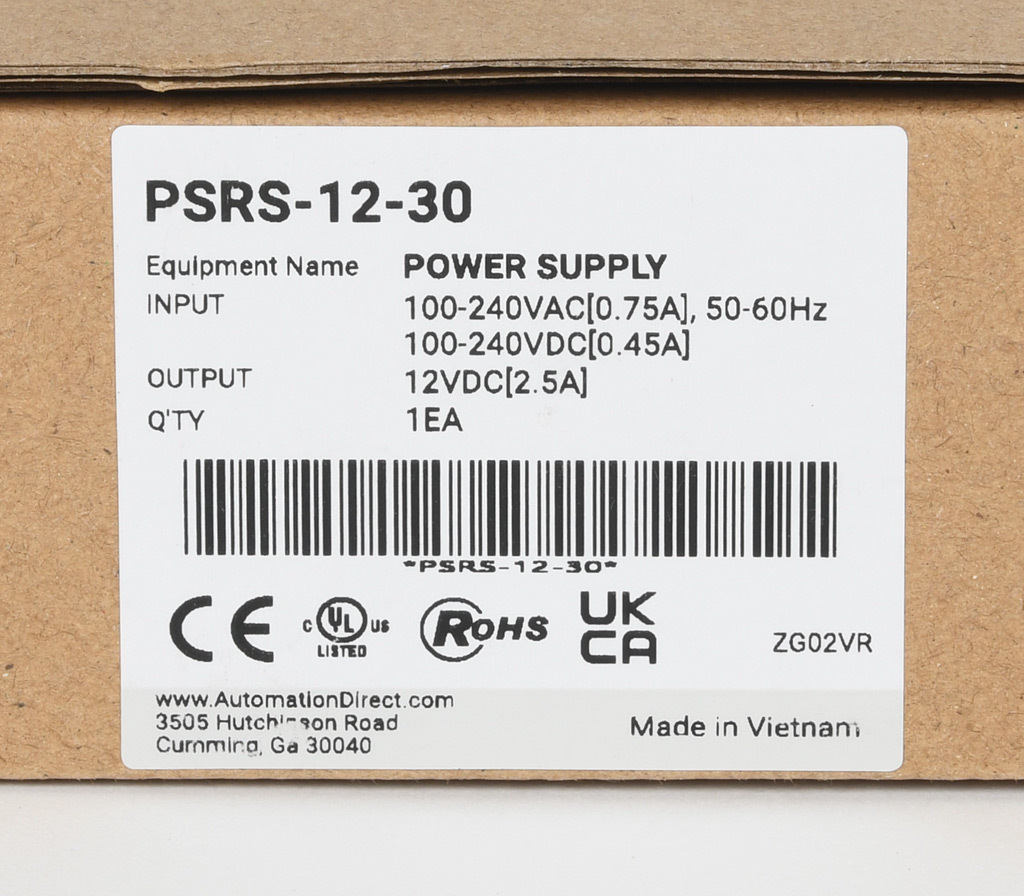 PSRS-12-30
Equipment Name POWER SUPPLY
INPUT 100-240VAC[0.75A], 50-60Hz
100-240VDC[0.45A]
OUTPUT 12VDC[2.5A]
Q'TY 1EA
*PSRS-12-30*
CE c UL US LISTED RoHS UK CA ZG02VR
www.AutomationDirect.com
3505 Hutchinson Road Made in Vietnam
Cumming, Ga 30040